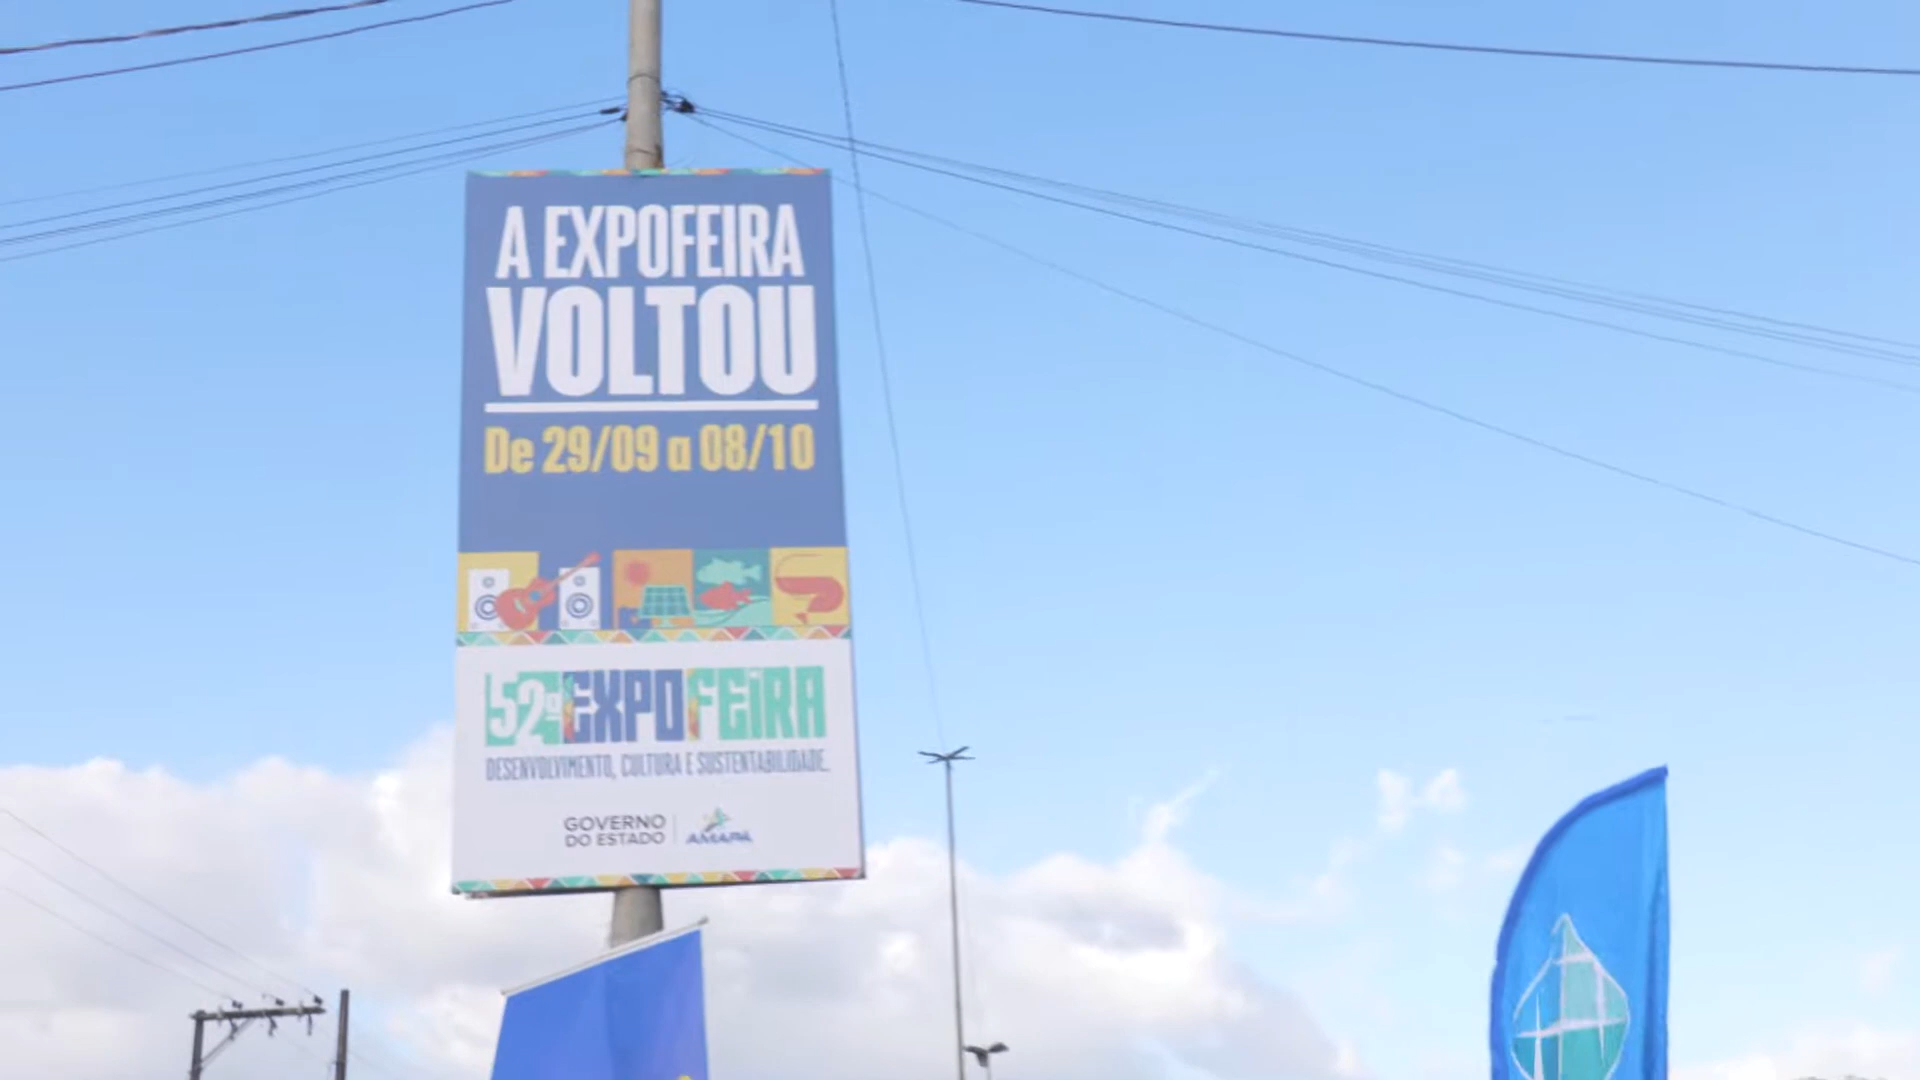 A EXPOFEIRA
VOLTOU
De 29/09 a 08/10
52ª EXPOFEIRA
DESENVOLVIMENTO, CULTURA E SUSTENTABILIDADE.
GOVERNO
DO ESTADO
AMAPÁ